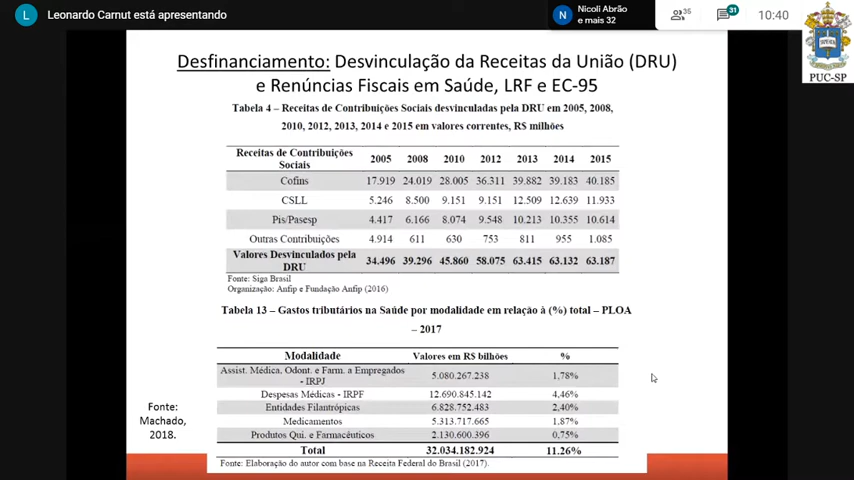 L Leonardo Carnut está apresentando
N Nicoli Abrão
e mais 32
35
31
10:40
PUC-SP
Desfinanciamento: Desvinculação da Receitas da União (DRU)
e Renúncias Fiscais em Saúde, LRF e EC-95
Tabela 4 – Receitas de Contribuições Sociais desvinculadas pela DRU em 2005, 2008,
2010, 2012, 2013, 2014 e 2015 em valores correntes, R$ milhões
Receitas de Contribuições
Sociais 2005 2008 2010 2012 2013 2014 2015
Cofins 17.919 24.019 28.005 36.311 39.882 39.183 40.185
CSLL 5.246 8.500 9.151 9.151 12.509 12.639 11.933
Pis/Pasesp 4.417 6.166 8.074 9.548 10.213 10.355 10.614
Outras Contribuições 4.914 611 630 753 811 955 1.085
Valores Desvinculados pela
DRU 34.496 39.296 45.860 58.075 63.415 63.132 63.187
Fonte: Siga Brasil
Organização: Anfip e Fundação Anfip (2016)
Tabela 13 – Gastos tributários na Saúde por modalidade em relação à (%) total – PLOA
– 2017
Modalidade Valores em R$ bilhões %
Assist. Médica, Odont. e Farm. a Empregados
- IRPJ 5.080.267.238 1,78%
Despesas Médicas - IRPF 12.690.845.142 4,46%
Entidades Filantrópicas 6.828.752.483 2,40%
Medicamentos 5.313.717.665 1,87%
Produtos Qui. e Farmacêuticos 2.130.600.396 0,75%
Total 32.034.182.924 11.26%
Fonte: Elaboração do autor com base na Receita Federal do Brasil (2017).
Fonte:
Machado,
2018.